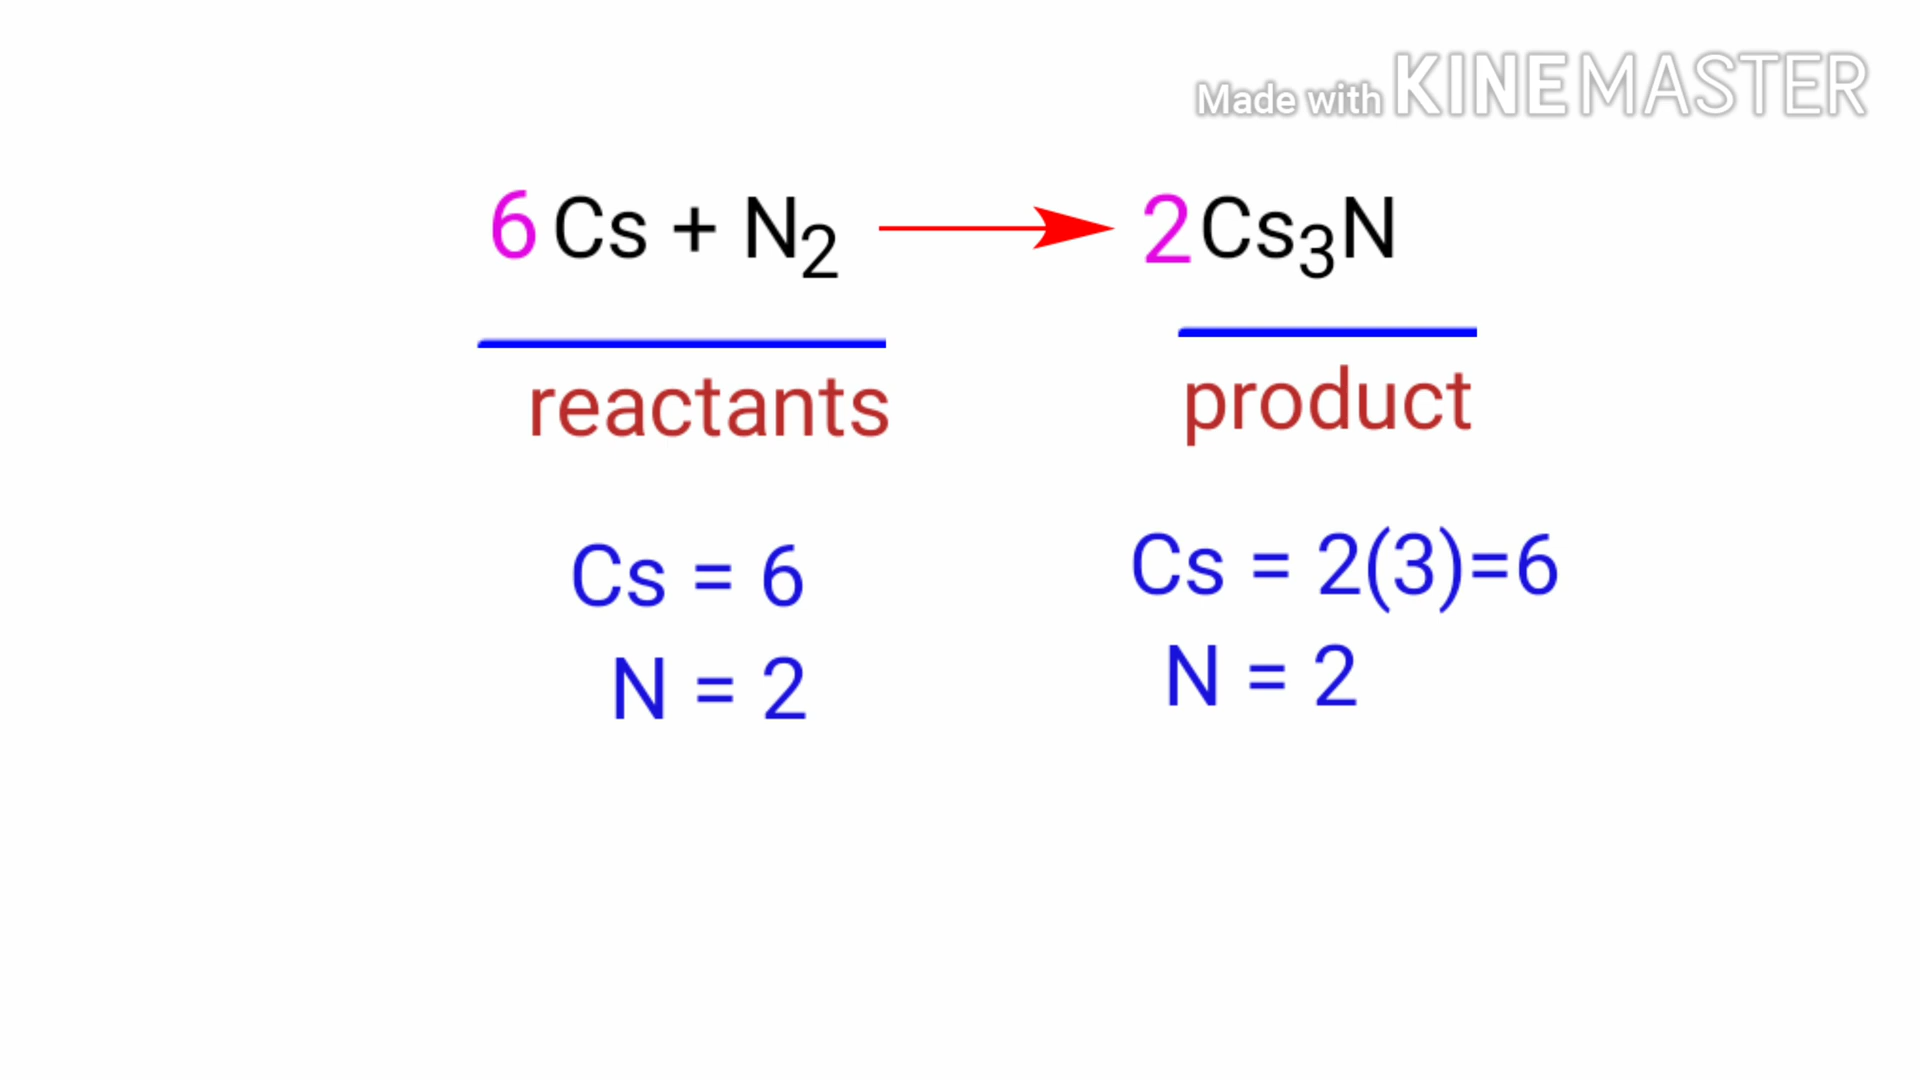 Made with KINEMASTER
6Cs + N₂ ⟶ 2Cs₃N
reactants product
Cs = 6 Cs = 2(3)=6
N = 2 N = 2